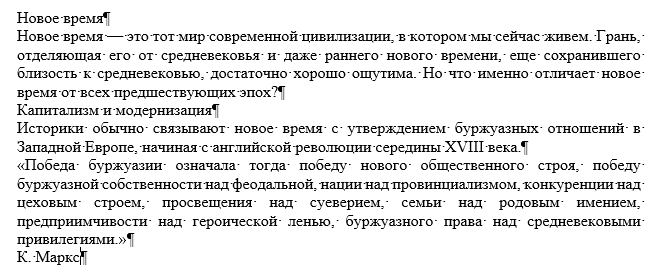 Новое время¶
Новое время — это тот мир современной цивилизации, в котором мы сейчас живем. Грань,
отделяющая его от средневековья и даже раннего нового времени, еще сохранившего
близость к средневековью, достаточно хорошо ощутима. Но что именно отличает новое
время от всех предшествующих эпох?¶
Капитализм и модернизация¶
Историки обычно связывают новое время с утверждением буржуазных отношений в
Западной Европе, начиная с английской революции середины XVIII века.¶
«Победа буржуазии означала тогда победу нового общественного строя, победу
буржуазной собственности над феодальной, нации над провинциализмом, конкуренции над
цеховым строем, просвещения над суеверием, семьи над родовым имением,
предприимчивости над героической ленью, буржуазного права над средневековыми
привилегиями.»¶
К. Маркс¶